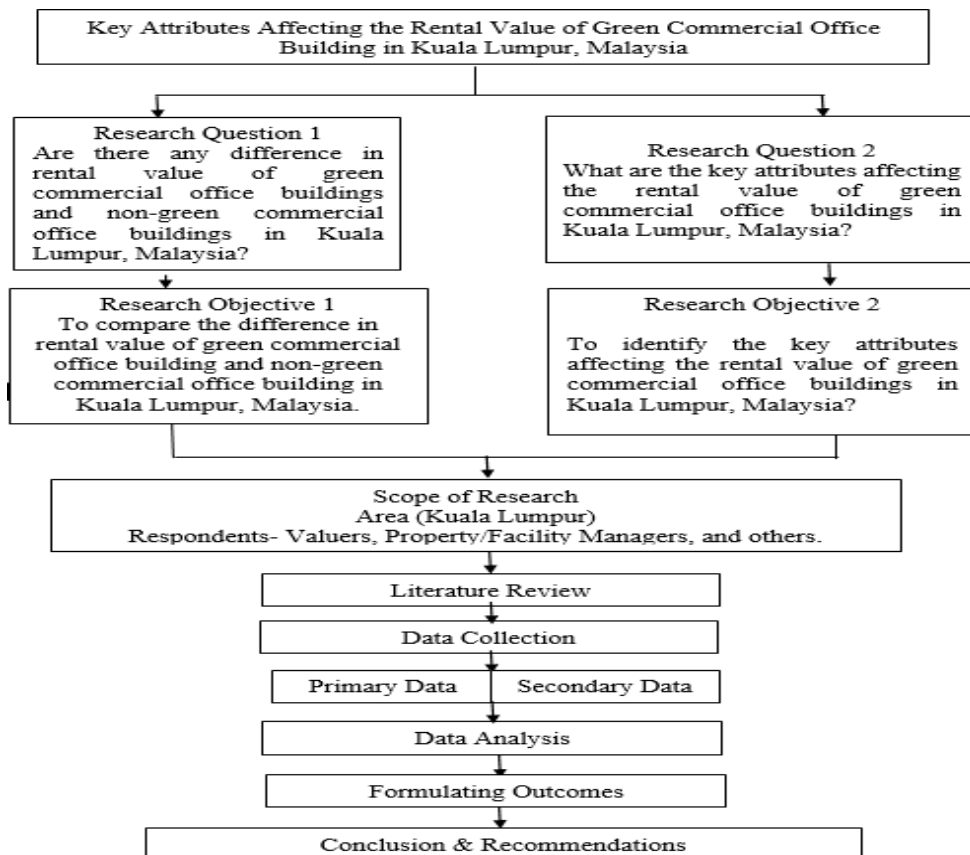 Key Attributes Affecting the Rental Value of Green Commercial Office
Building in Kuala Lumpur, Malaysia
Research Question 1
Are there any difference in
rental value of green
commercial office buildings
and non-green commercial
office buildings in Kuala
Lumpur, Malaysia?
Research Question 2
What are the key attributes affecting
the rental value of green
commercial office buildings in
Kuala Lumpur, Malaysia?
Research Objective 1
To compare the difference in
rental value of green commercial
office building and non-green
commercial office building in
Kuala Lumpur, Malaysia.
Research Objective 2
To identify the key attributes
affecting the rental value of green
commercial office buildings in
Kuala Lumpur, Malaysia?
Scope of Research
Area (Kuala Lumpur)
Respondents- Valuers, Property/Facility Managers, and others.
Literature Review
Data Collection
Primary Data
Secondary Data
Data Analysis
Formulating Outcomes
Conclusion & Recommendations